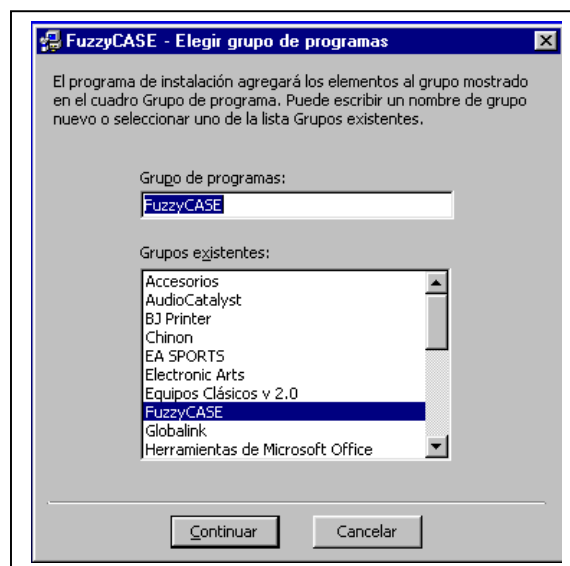 FuzzyCASE - Elegir grupo de programas
El programa de instalación agregará los elementos al grupo mostrado
en el cuadro Grupo de programa. Puede escribir un nombre de grupo
nuevo o seleccionar uno de la lista Grupos existentes.
Grupo de programas:
FuzzyCASE
Grupos existentes:
Accesorios
AudioCatalyst
BJ Printer
Chinon
EA SPORTS
Electronic Arts
Equipos Clásicos v 2.0
FuzzyCASE
Globalink
Herramientas de Microsoft Office
Continuar Cancelar